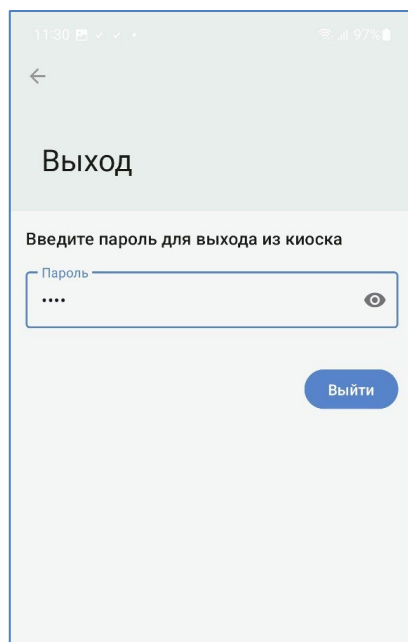 11:30
97%
Выход
Введите пароль для выхода из киоска
Пароль
••••
Выйти